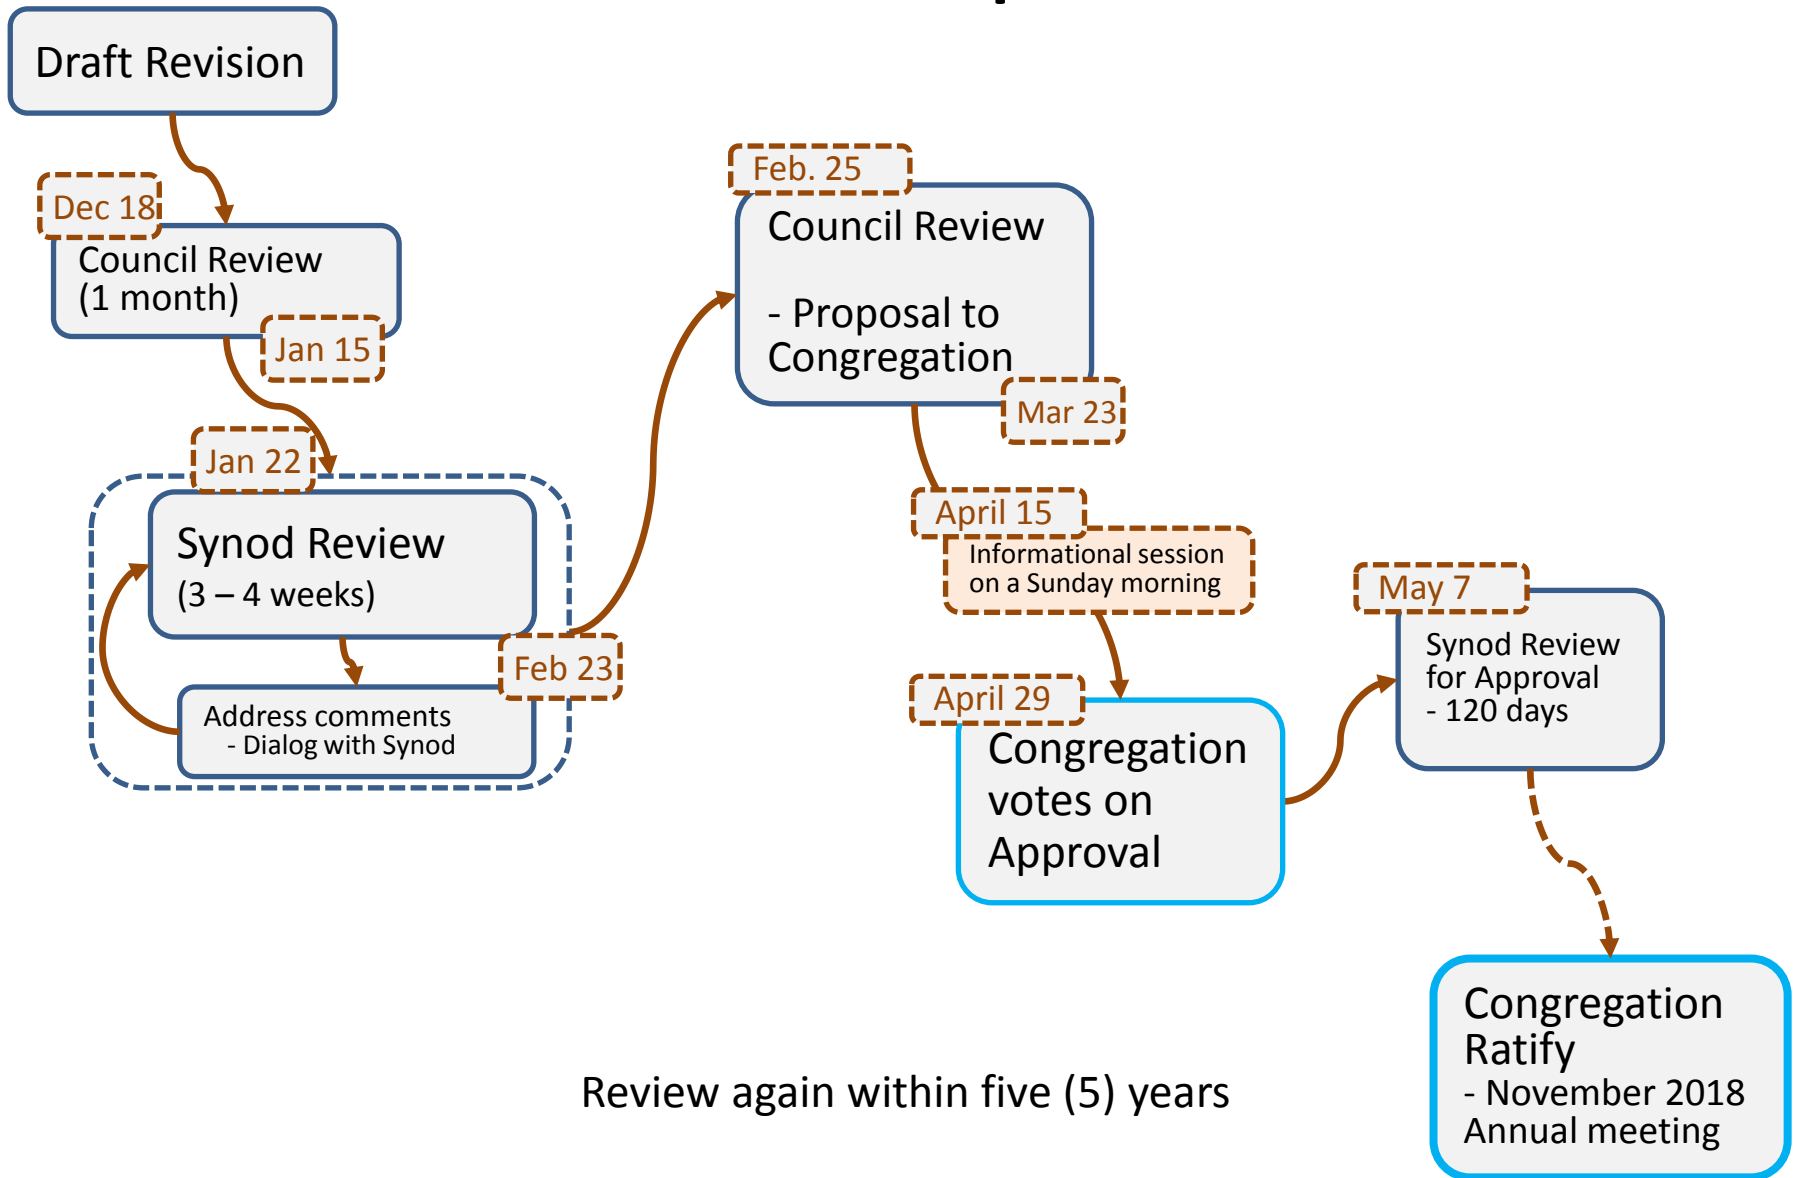 Draft Revision
Dec 18
Council Review
(1 month)
Jan 15
Jan 22
Synod Review
(3 – 4 weeks)
Feb 23
Address comments
- Dialog with Synod
Feb. 25
Council Review
- Proposal to
Congregation
Mar 23
April 15
Informational session
on a Sunday morning
April 29
Congregation
votes on
Approval
May 7
Synod Review
for Approval
- 120 days
Congregation
Ratify
- November 2018
Annual meeting
Review again within five (5) years